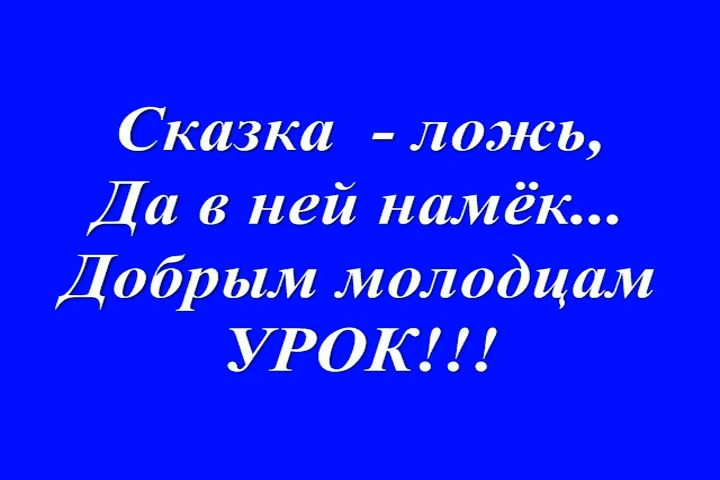 Сказка - ложь,
Да в ней намёк...
Добрым молодцам
УРОК!!!